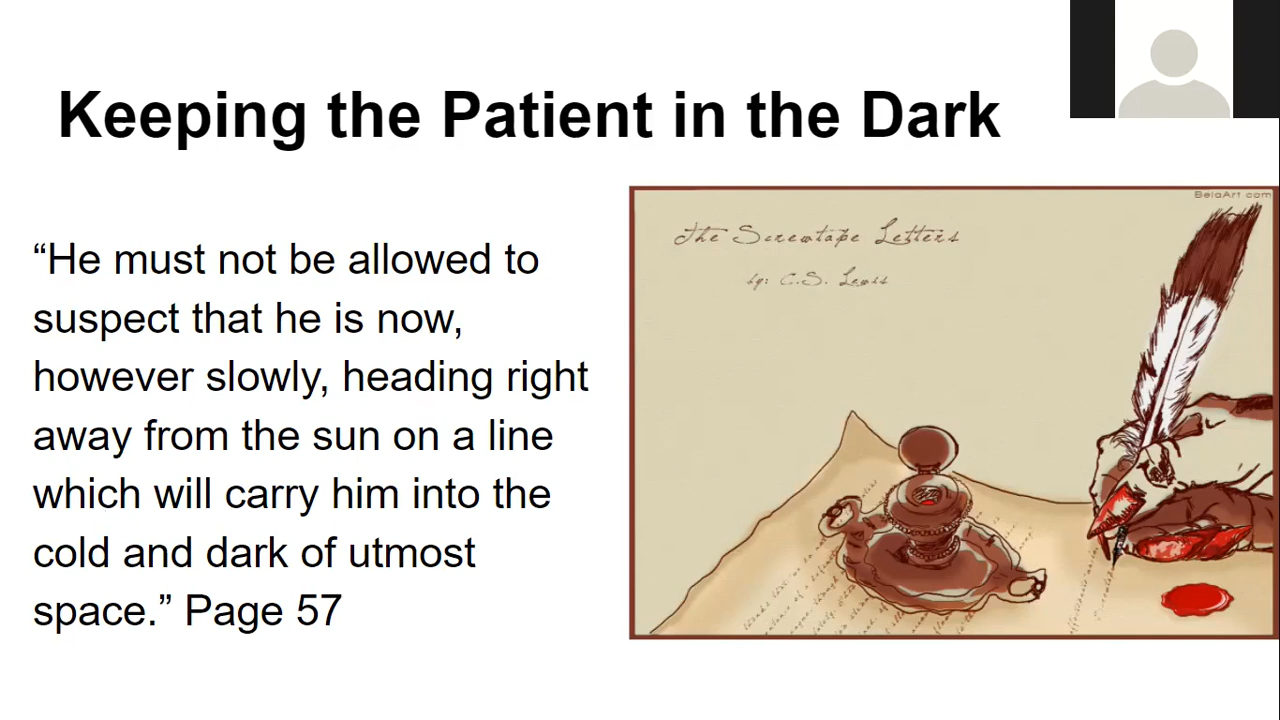 Keeping the Patient in the Dark
“He must not be allowed to
suspect that he is now,
however slowly, heading right
away from the sun on a line
which will carry him into the
cold and dark of utmost
space.” Page 57
BelaArt.com
The Screwtape Letters
by: C.S. Lewis